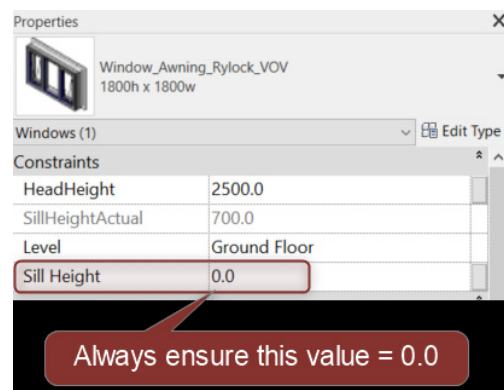 Properties
Window_Awning_Rylock_VOV
1800h x 1800w
Windows (1) Edit Type
Constraints
HeadHeight 2500.0
SillHeightActual 700.0
Level Ground Floor
Sill Height 0.0
Always ensure this value = 0.0